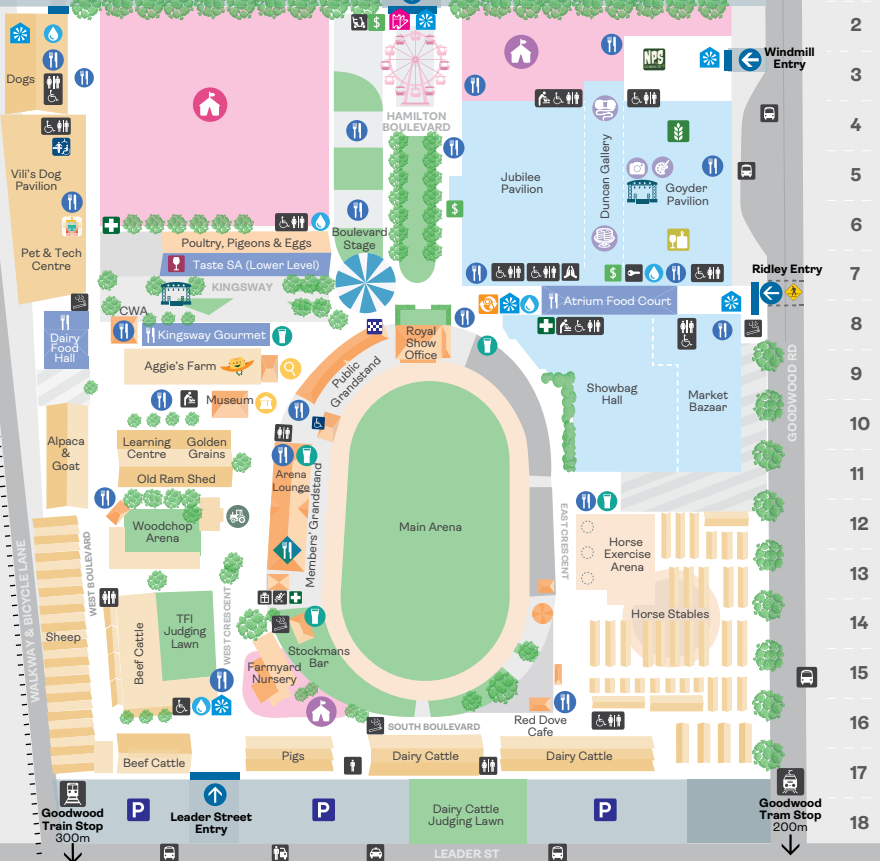 2
$
NPS
Windmill
Entry
3
Dogs
HAMILTON
BOULEVARD
4
Duncan Gallery
Vili's Dog
Pavilion
Jubilee
Pavilion
5
Goyder
Pavilion
$
6
Boulevard
Stage
Poultry, Pigeons & Eggs
Pet & Tech
Centre
Taste SA (Lower Level)
$
7
Ridley Entry
KINGSWAY
Atrium Food Court
CWA
8
Dairy
Food
Hall
Kingsway Gourmet
Royal
Show
Office
Public
Grandstand
Aggie's Farm
9
GOODWOOD RD
Showbag
Hall
Market
Bazaar
Museum
10
Alpaca
&
Goat
Learning
Centre
Golden
Grains
Old Ram Shed
Arena
Lounge
11
Members' Grandstand
Woodchop
Arena
Main Arena
EAST CRESCENT
12
Horse
Exercise
Arena
WALKWAY & BICYCLE LANE
WEST BOULEVARD
13
Sheep
Beef Cattle
TFI
Judging
Lawn
WEST CRESCENT
Horse Stables
14
Stockmans
Bar
Farmyard
Nursery
15
SOUTH BOULEVARD
Red Dove
Cafe
16
Beef Cattle
Pigs
Dairy Cattle
Dairy Cattle
17
Goodwood
Train Stop
300m
P
Leader Street
Entry
P
Dairy Cattle
Judging Lawn
P
Goodwood
Tram Stop
200m
18
LEADER ST